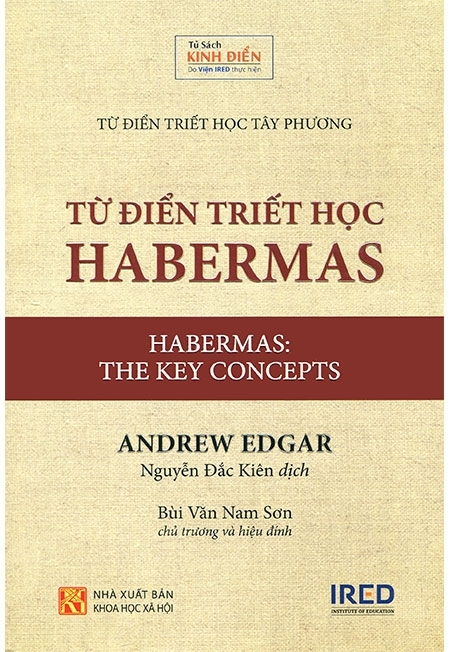 Tủ Sách
KINH ĐIỂN
Do Viện IRED thực hiện
TỪ ĐIỂN TRIẾT HỌC TÂY PHƯƠNG
TỪ ĐIỂN TRIẾT HỌC
HABERMAS
HABERMAS:
THE KEY CONCEPTS
ANDREW EDGAR
Nguyễn Đắc Kiên dịch
Bùi Văn Nam Sơn
chủ trương và hiệu đính
NHÀ XUẤT BẢN
KHOA HỌC XÃ HỘI
IRED
INSTITUTE OF EDUCATION